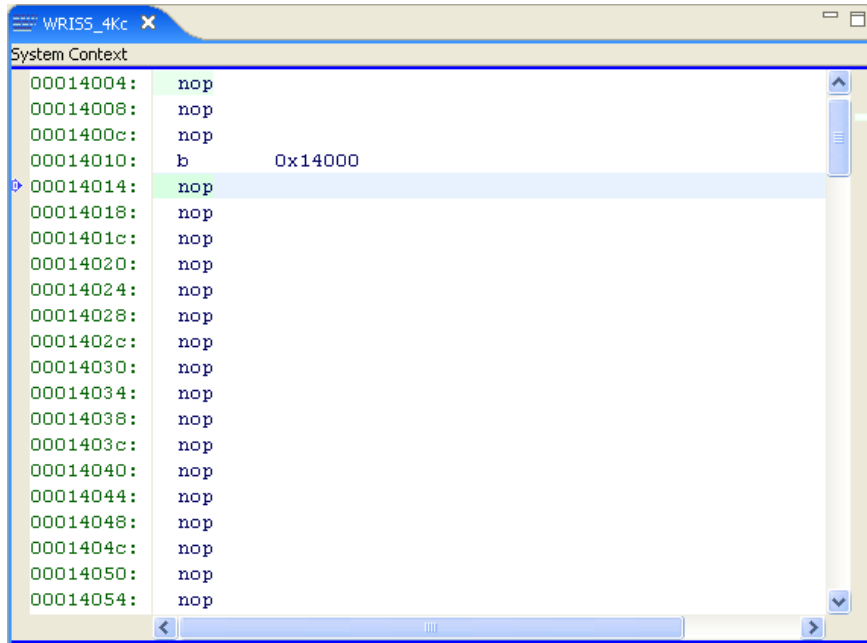 WRISS_4Kc
System Context
00014004: nop
00014008: nop
0001400c: nop
00014010: b 0x14000
00014014: nop
00014018: nop
0001401c: nop
00014020: nop
00014024: nop
00014028: nop
0001402c: nop
00014030: nop
00014034: nop
00014038: nop
0001403c: nop
00014040: nop
00014044: nop
00014048: nop
0001404c: nop
00014050: nop
00014054: nop